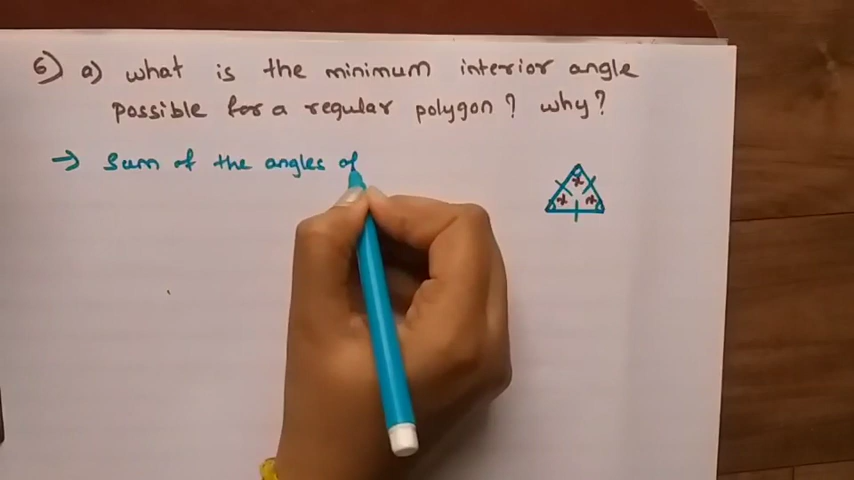 6) a) what is the minimum interior angle
possible for a regular polygon? why?
→ Sum of the angles of
x
x x